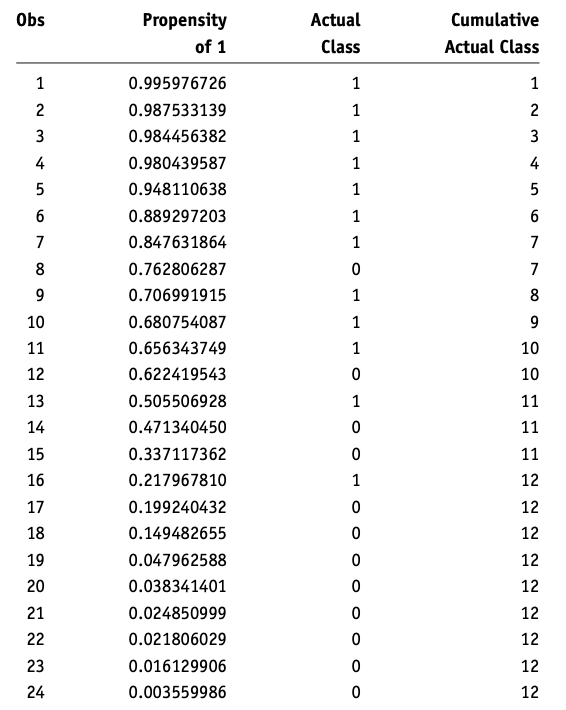 Obs Propensity Actual Cumulative
of 1 Class Actual Class
1 0.995976726 1 1
2 0.987533139 1 2
3 0.984456382 1 3
4 0.980439587 1 4
5 0.948110638 1 5
6 0.889297203 1 6
7 0.847631864 1 7
8 0.762806287 0 7
9 0.706991915 1 8
10 0.680754087 1 9
11 0.656343749 1 10
12 0.622419543 0 10
13 0.505506928 1 11
14 0.471340450 0 11
15 0.337117362 0 11
16 0.217967810 1 12
17 0.199240432 0 12
18 0.149482655 0 12
19 0.047962588 0 12
20 0.038341401 0 12
21 0.024850999 0 12
22 0.021806029 0 12
23 0.016129906 0 12
24 0.003559986 0 12